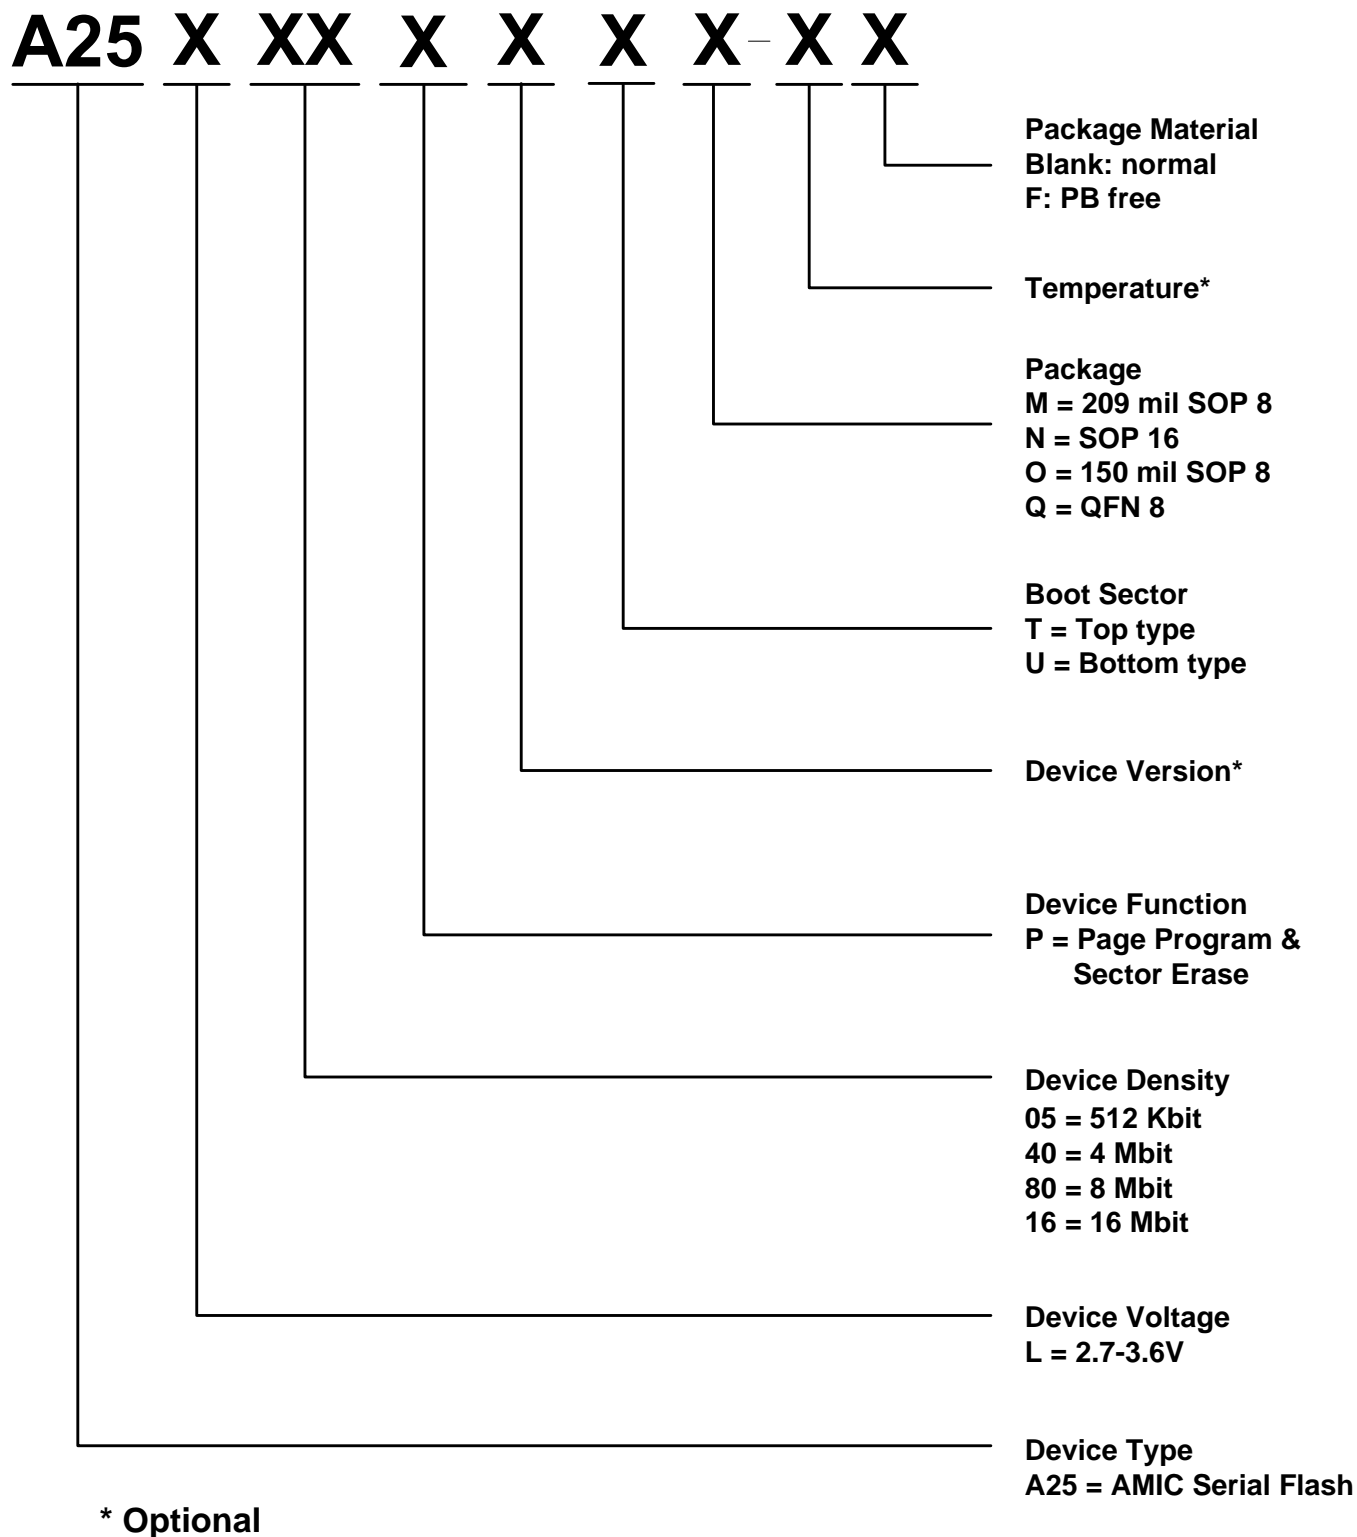 A25 X XX X X X X - X X
Package Material
Blank: normal
F: PB free
Temperature*
Package
M = 209 mil SOP 8
N = SOP 16
O = 150 mil SOP 8
Q = QFN 8
Boot Sector
T = Top type
U = Bottom type
Device Version*
Device Function
P = Page Program &
Sector Erase
Device Density
05 = 512 Kbit
40 = 4 Mbit
80 = 8 Mbit
16 = 16 Mbit
Device Voltage
L = 2.7-3.6V
Device Type
A25 = AMIC Serial Flash
* Optional